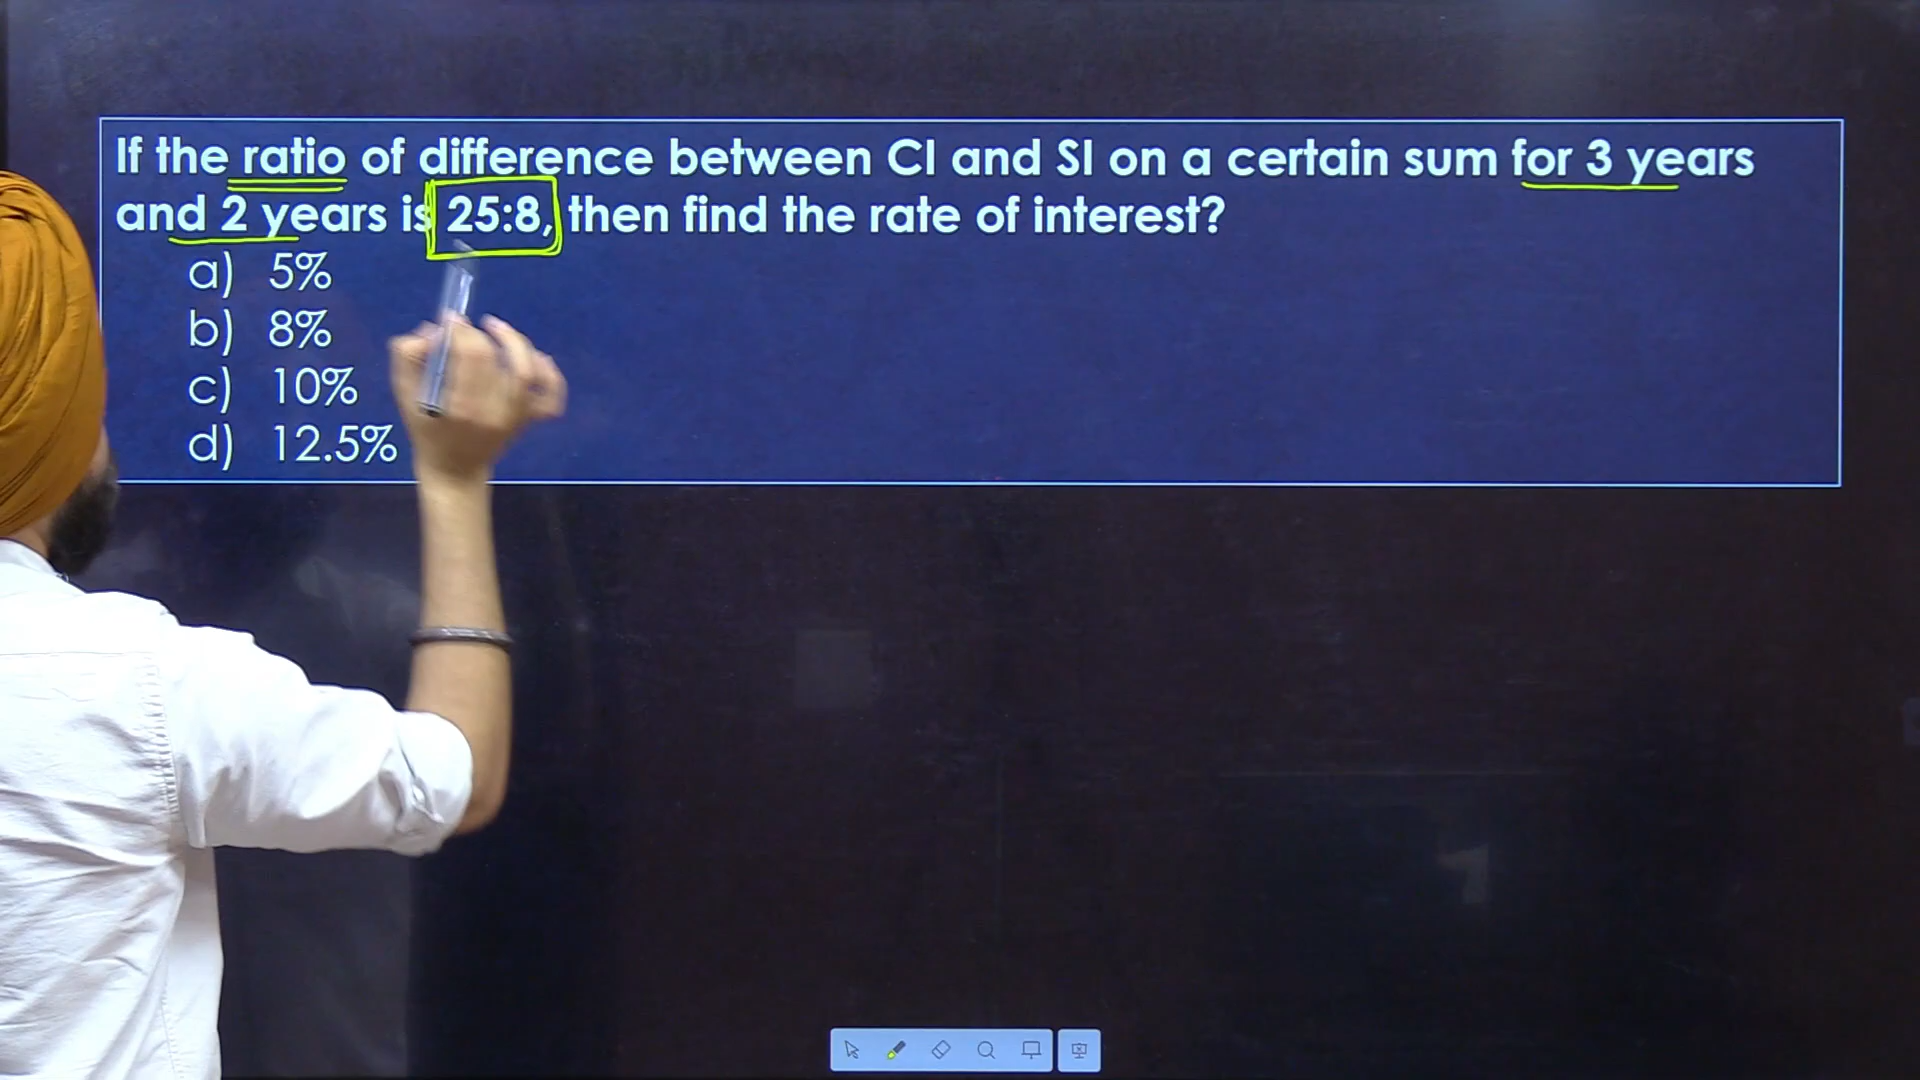 If the ratio of difference between CI and SI on a certain sum for 3 years
and 2 years is 25:8, then find the rate of interest?
a) 5%
b) 8%
c) 10%
d) 12.5%